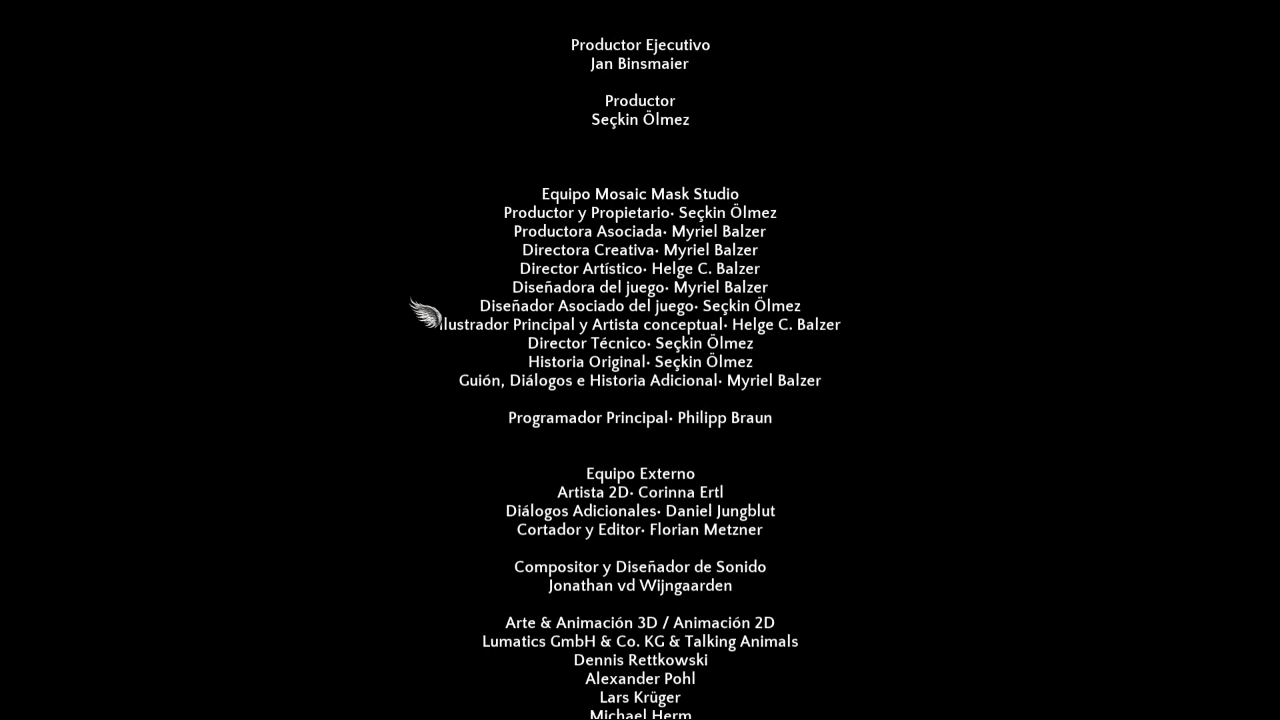 Productor Ejecutivo
Jan Binsmaier
Productor
Seçkin Ölmez
Equipo Mosaic Mask Studio
Productor y Propietario· Seçkin Ölmez
Productora Asociada· Myriel Balzer
Directora Creativa· Myriel Balzer
Director Artístico· Helge C. Balzer
Diseñadora del juego· Myriel Balzer
Diseñador Asociado del juego· Seçkin Ölmez
Ilustrador Principal y Artista conceptual· Helge C. Balzer
Director Técnico· Seçkin Ölmez
Historia Original· Seçkin Ölmez
Guión, Diálogos e Historia Adicional· Myriel Balzer
Programador Principal· Philipp Braun
Equipo Externo
Artista 2D· Corinna Ertl
Diálogos Adicionales· Daniel Jungblut
Cortador y Editor· Florian Metzner
Compositor y Diseñador de Sonido
Jonathan vd Wijngaarden
Arte & Animación 3D / Animación 2D
Lumatics GmbH & Co. KG & Talking Animals
Dennis Rettkowski
Alexander Pohl
Lars Krüger
Michael Herm